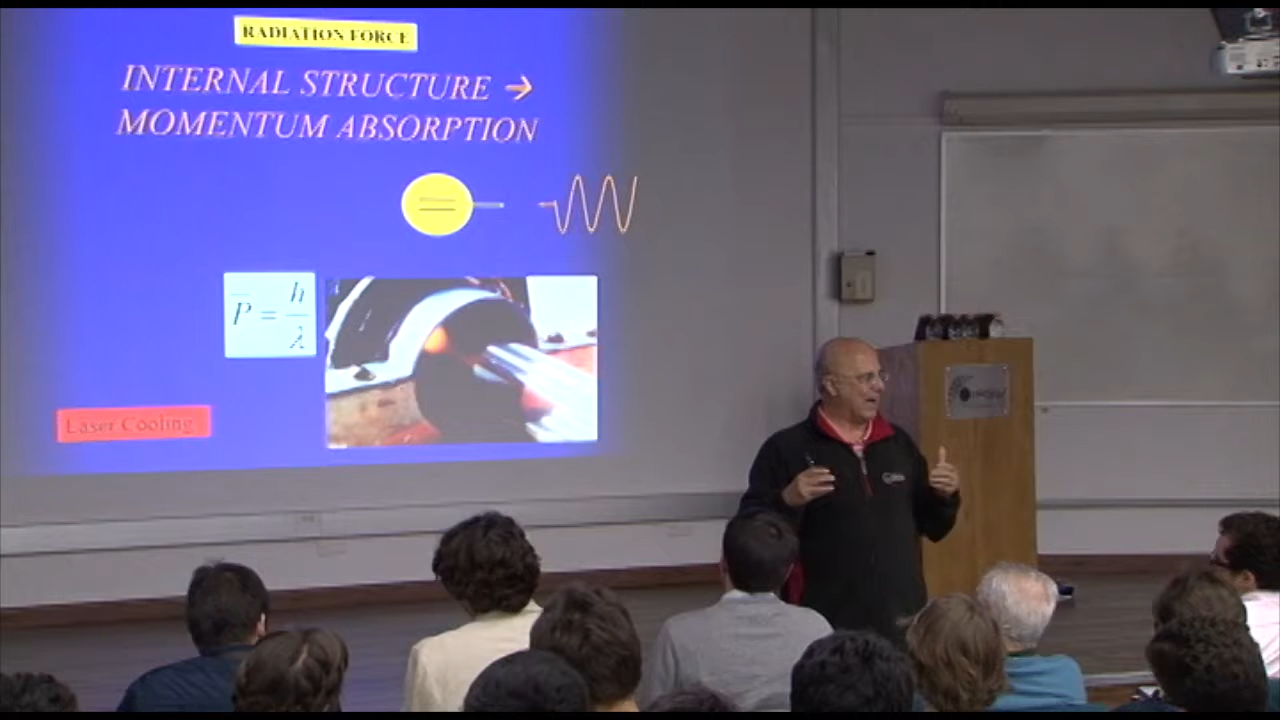 RADIATION FORCE
INTERNAL STRUCTURE →
MOMENTUM ABSORPTION
P = h / λ
Laser Cooling